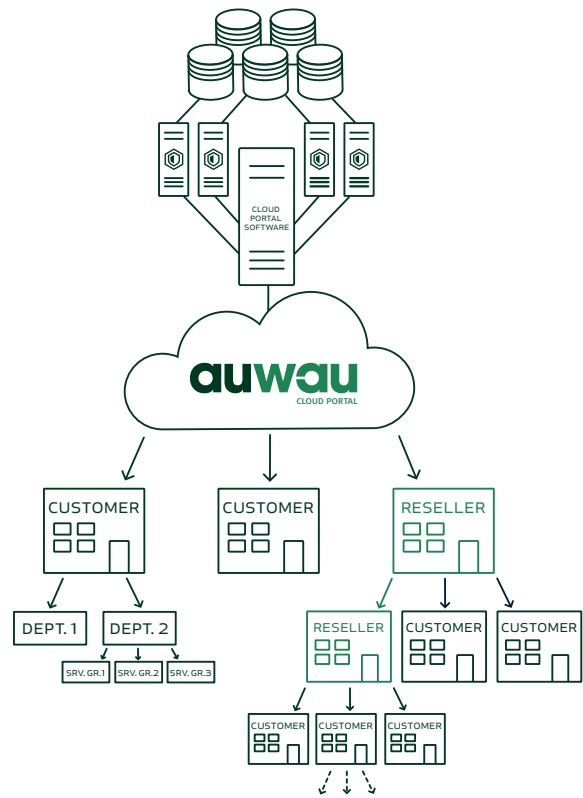 CLOUD
PORTAL
SOFTWARE
auwau
CLOUD PORTAL
CUSTOMER
CUSTOMER
RESELLER
DEPT. 1
DEPT. 2
RESELLER
CUSTOMER
CUSTOMER
SRV. GR.1
SRV. GR.2
SRV. GR.3
CUSTOMER
CUSTOMER
CUSTOMER